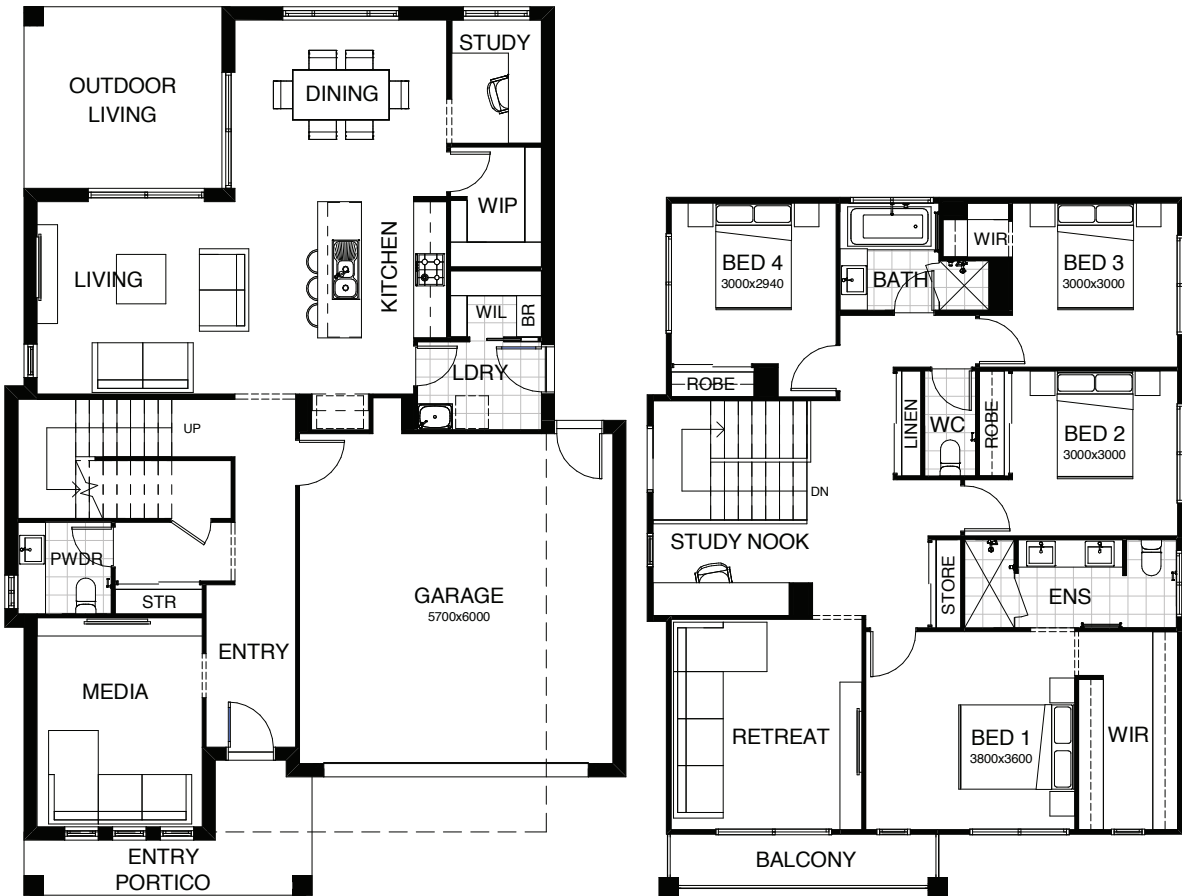 STUDY
OUTDOOR
LIVING
DINING
WIP
KITCHEN
LIVING
WIL
BR
LDRY
UP
PWDR
STR
GARAGE
5700x6000
ENTRY
MEDIA
ENTRY
PORTICO
BED 4
3000x2940
BATH
WIR
BED 3
3000x3000
ROBE
LINEN
WC
ROBE
BED 2
3000x3000
DN
STUDY NOOK
STORE
ENS
RETREAT
BED 1
3800x3600
WIR
BALCONY